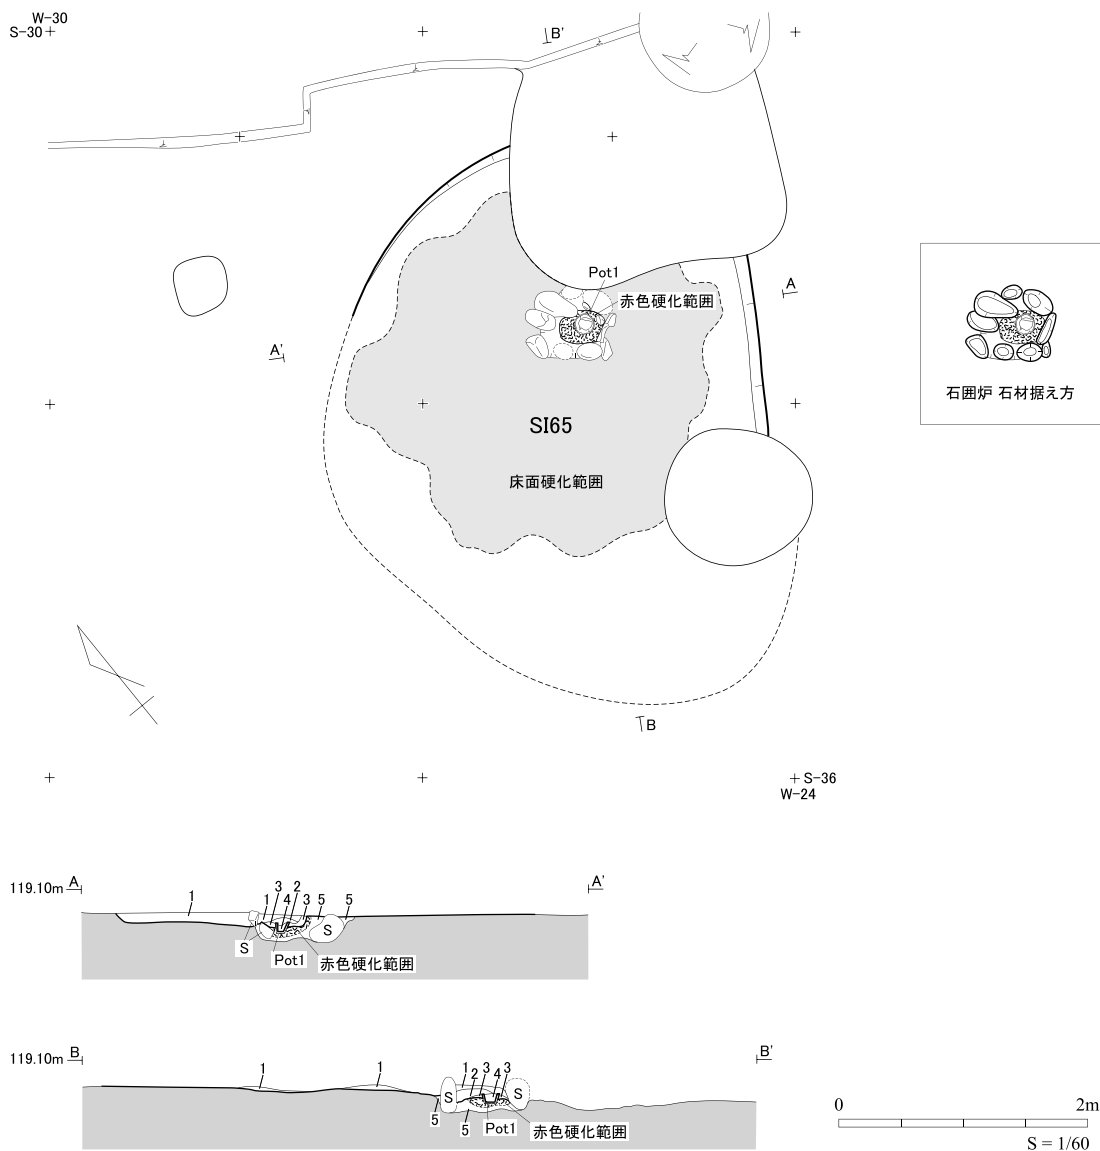 W-30
S-30
B'
Pot1
赤色硬化範囲
A
A'
SI65
床面硬化範囲
石囲炉 石材据え方
B
S-36
W-24
119.10m A
A'
1
1 3 4 2 3 5 5
S
S
Pot1
赤色硬化範囲
119.10m B
B'
1
1
1 2 3 4 3
S
S
5
5
Pot1
赤色硬化範囲
0
2m
S = 1/60